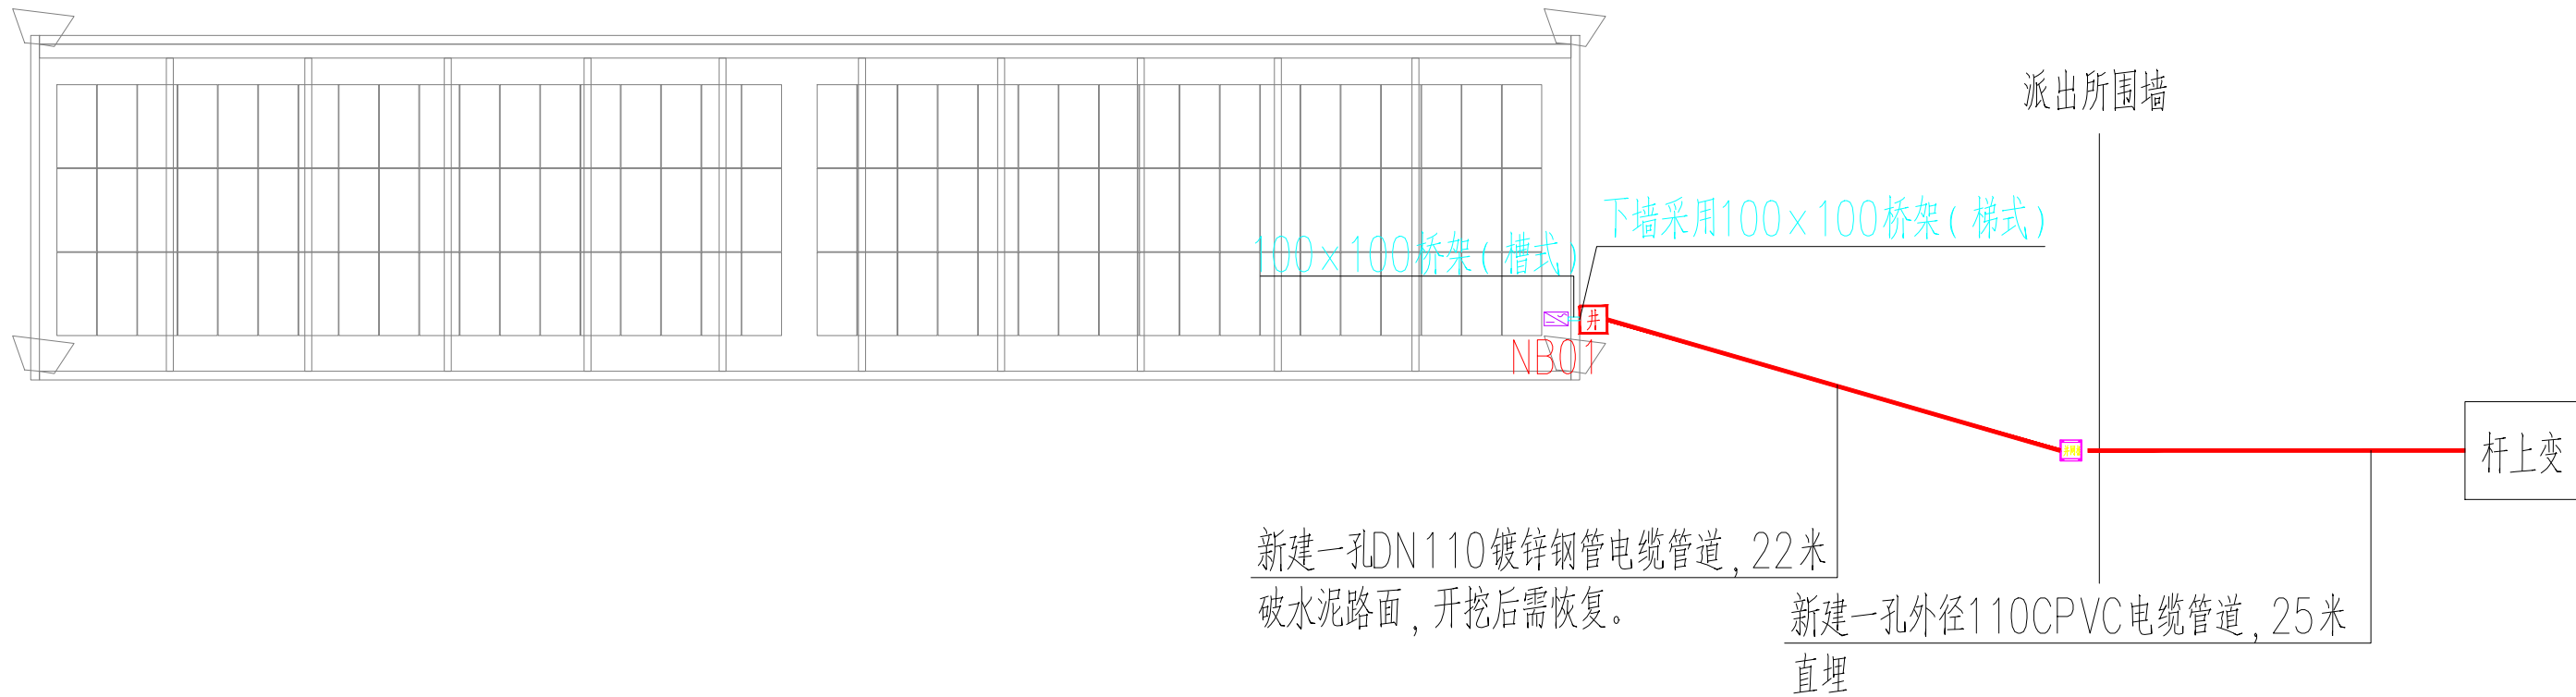 派出所围墙
下墙采用100×100桥架(梯式)
100×100桥架(槽式)
井
NB01
杆上变
新建一孔DN110镀锌钢管电缆管道,22米
破水泥路面,开挖后需恢复。
新建一孔外径110CPVC电缆管道,25米
直埋